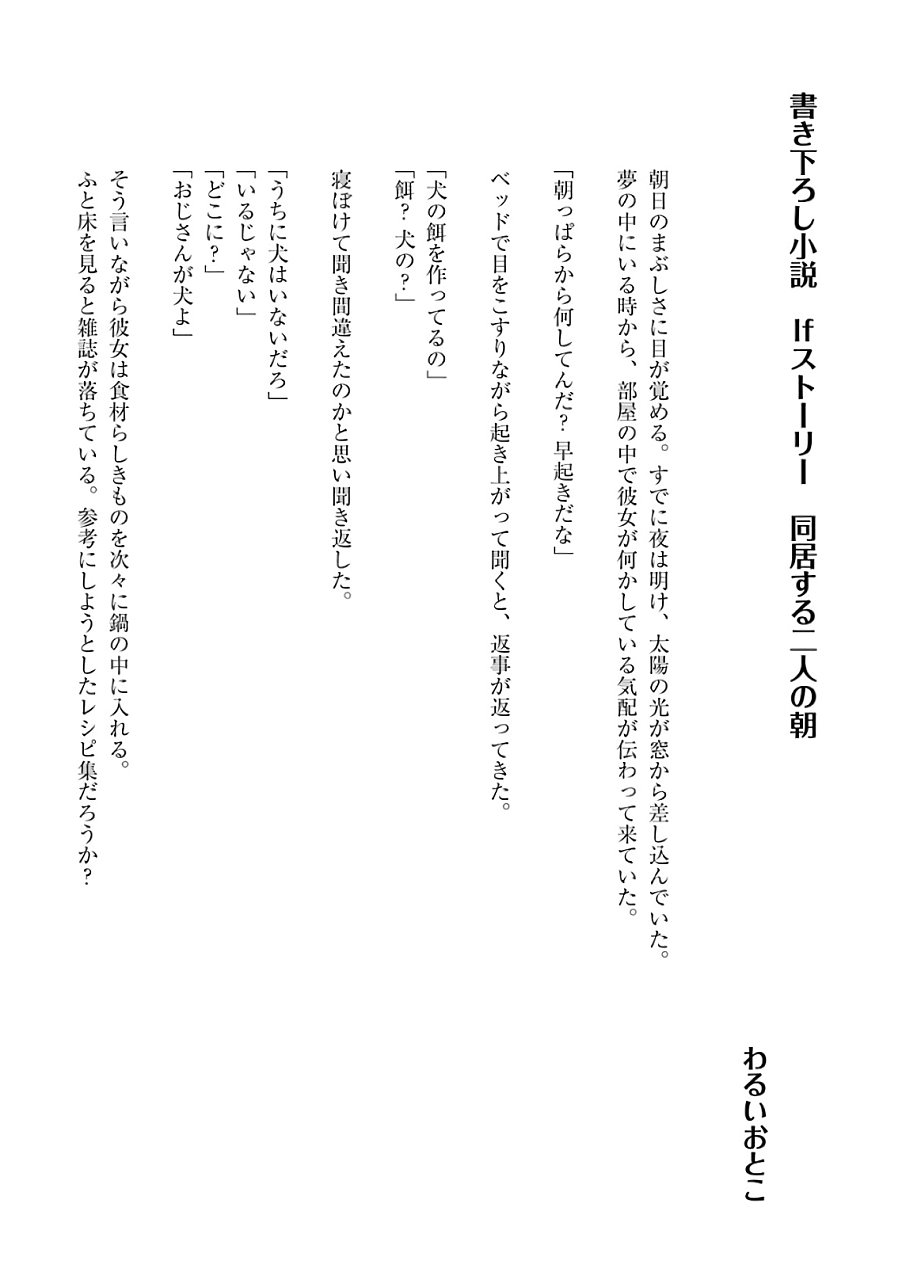 書き下ろし小説　Ifストーリー　同居する二人の朝
わるいおとこ
朝日のまぶしさに目が覚める。すでに夜は明け、太陽の光が窓から差し込んでいた。
夢の中にいる時から、部屋の中で彼女が何かしている気配が伝わって来ていた。
「朝っぱらから何してんだ？早起きだな」
ベッドで目をこすりながら起き上がって聞くと、返事が返ってきた。
「犬の餌を作ってるの」
「餌？犬の？」
寝ぼけて聞き間違えたのかと思い聞き返した。
「うちに犬はいないだろ」
「いるじゃない」
「どこに？」
「おじさんが犬よ」
そう言いながら彼女は食材らしきものを次々に鍋の中に入れる。
ふと床を見ると雑誌が落ちている。参考にしようとしたレシピ集だろうか？